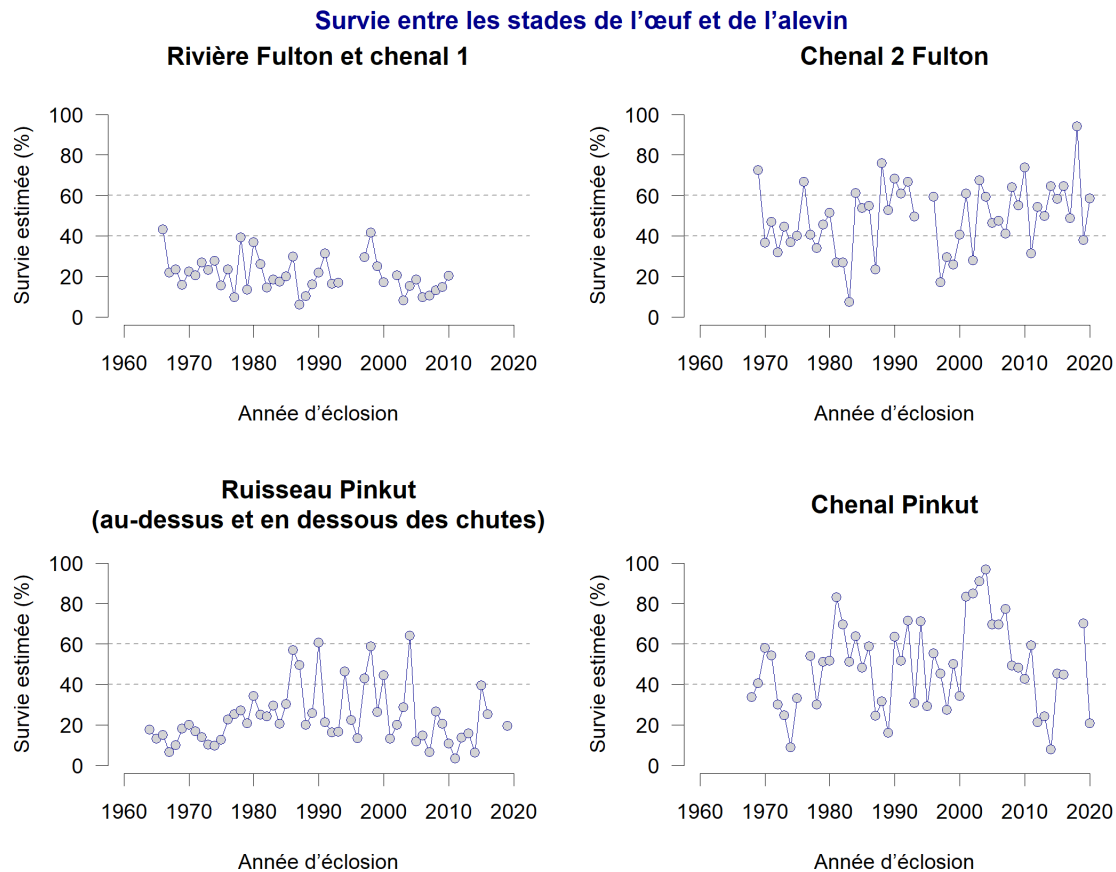 Survie entre les stades de l’œuf et de l’alevin
Rivière Fulton et chenal 1
Survie estimée (%)
100
80
60
40
20
0
1960 1970 1980 1990 2000 2010 2020
Année d’éclosion
Chenal 2 Fulton
Survie estimée (%)
100
80
60
40
20
0
1960 1970 1980 1990 2000 2010 2020
Année d’éclosion
Ruisseau Pinkut
(au-dessus et en dessous des chutes)
Survie estimée (%)
100
80
60
40
20
0
1960 1970 1980 1990 2000 2010 2020
Année d’éclosion
Chenal Pinkut
Survie estimée (%)
100
80
60
40
20
0
1960 1970 1980 1990 2000 2010 2020
Année d’éclosion